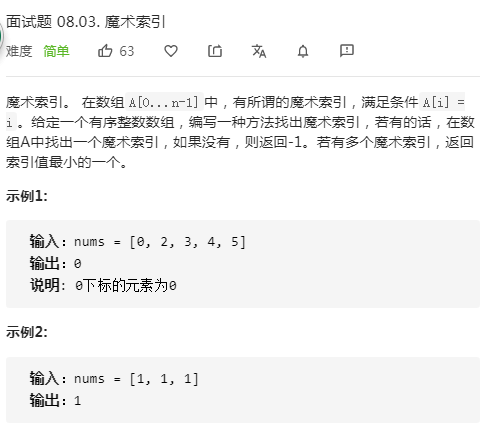 面试题 08.03. 魔术索引
难度 简单 63
魔术索引。 在数组A[0...n-1]中，有所谓的魔术索引，满足条件A[i] =
i。给定一个有序整数数组，编写一种方法找出魔术索引，若有的话，在数
组A中找出一个魔术索引，如果没有，则返回-1。若有多个魔术索引，返回
索引值最小的一个。
示例1:
输入：nums = [0, 2, 3, 4, 5]
输出：0
说明: 0下标的元素为0
示例2:
输入：nums = [1, 1, 1]
输出：1